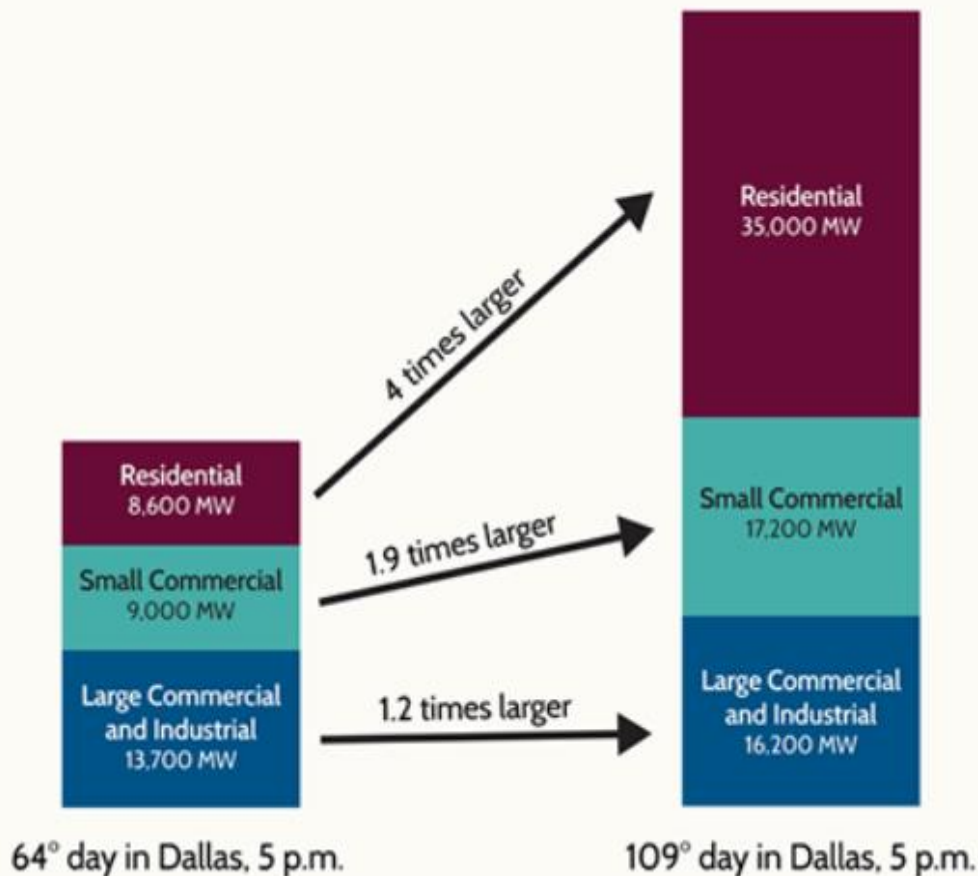 Residential
8,600 MW
Small Commercial
9,000 MW
Large Commercial
and Industrial
13,700 MW
64° day in Dallas, 5 p.m.
4 times larger
1.9 times larger
1.2 times larger
Residential
35,000 MW
Small Commercial
17,200 MW
Large Commercial
and Industrial
16,200 MW
109° day in Dallas, 5 p.m.